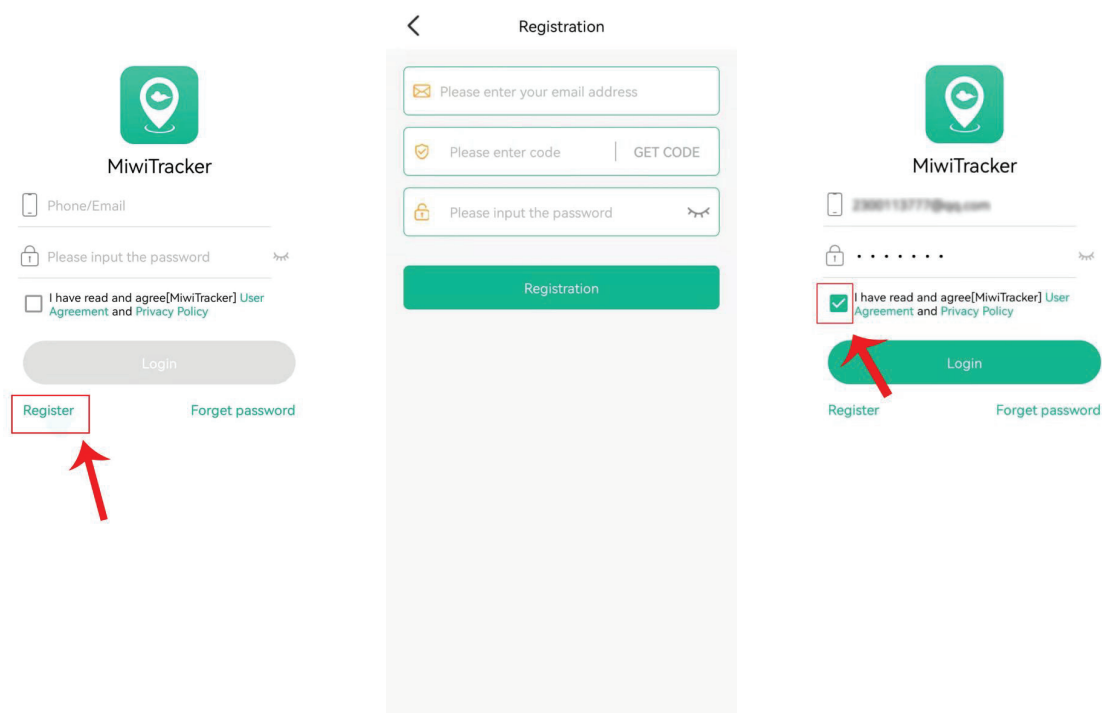 MiwiTracker
Phone/Email
Please input the password
I have read and agree[MiwiTracker] User
Agreement and Privacy Policy
Login
Register
Forget password
Registration
Please enter your email address
Please enter code
GET CODE
Please input the password
Registration
MiwiTracker
I have read and agree[MiwiTracker] User
Agreement and Privacy Policy
Login
Register
Forget password